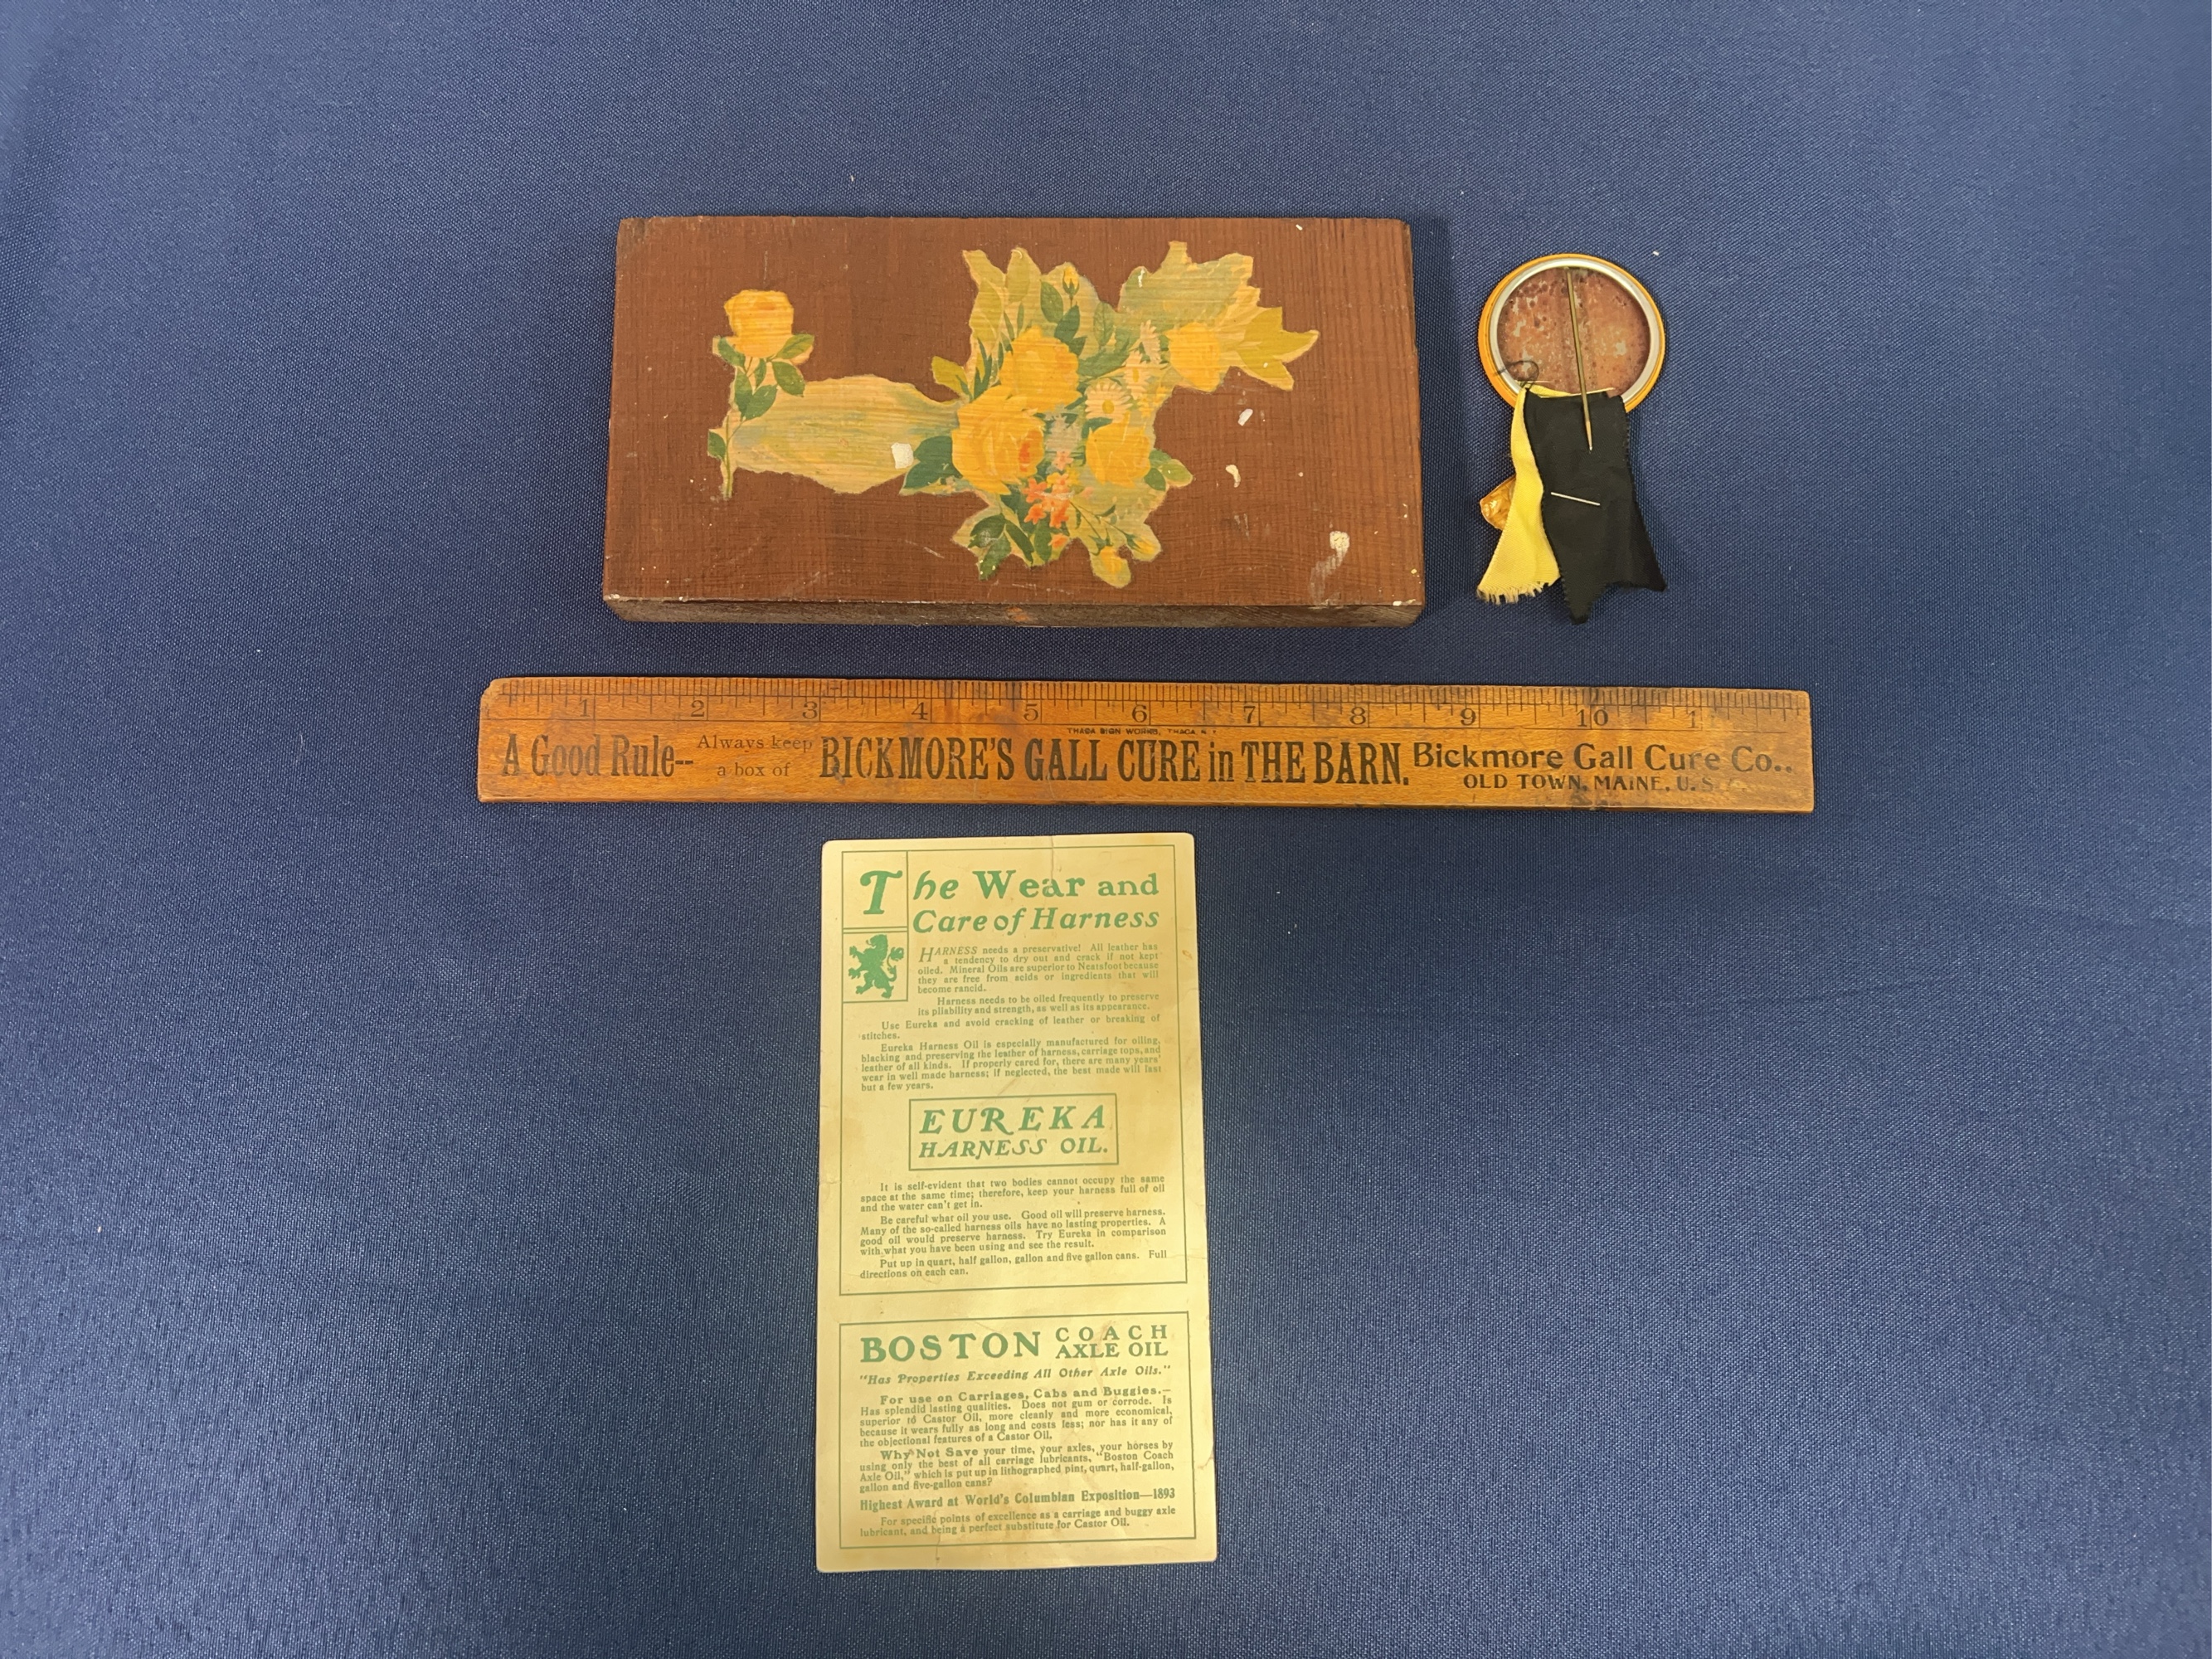 1 2 3 4 5 6 7 8 9 10 1
THACA SIGN WORKS, THACA N Y
A Good Rule-- Always keep a box of BICKMORE'S GALL CURE in THE BARN. Bickmore Gall Cure Co..
OLD TOWN, MAINE, U.S.
The Wear and
Care of Harness
HARNESS needs a preservative! All leather has
a tendency to dry out and crack if not kept
oiled. Mineral Oils are superior to Neatsfoot because
they are free from acids or ingredients that will
become rancid.
Harness needs to be oiled frequently to preserve
its pliability and strength, as well as its appearance.
Use Eureka and avoid cracking of leather or breaking of
stitches.
Eureka Harness Oil is especially manufactured for oiling,
blacking and preserving the leather of harness, carriage tops, and
leather of all kinds. If properly cared for, there are many years'
wear in well made harness; if neglected, the best made will last
but a few years.
EUREKA
HARNESS OIL.
It is self-evident that two bodies cannot occupy the same
space at the same time; therefore, keep your harness full of oil
and the water can't get in.
Be careful what oil you use. Good oil will preserve harness.
Many of the so-called harness oils have no lasting properties. A
good oil would preserve harness. Try Eureka in comparison
with what you have been using and see the result.
Put up in quart, half gallon, gallon and five gallon cans. Full
directions on each can.
BOSTON COACH AXLE OIL
"Has Properties Exceeding All Other Axle Oils."
For use on Carriages, Cabs and Buggies.—
Has splendid lasting qualities. Does not gum or corrode. Is
superior to Castor Oil, more cleanly and more economical,
because it wears fully as long and costs less; nor has it any of
the objectional features of a Castor Oil.
Why Not Save your time, your axles, your horses by
using only the best of all carriage lubricants, "Boston Coach
Axle Oil," which is put up in lithographed pint, quart, half-gallon,
gallon and five-gallon cans?
Highest Award at World's Columbian Exposition—1893
For specific points of excellence as a carriage and buggy axle
lubricant, and being a perfect substitute for Castor Oil.